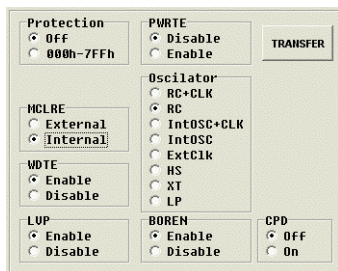 Protection
Off
000h-7FFh
PWRTE
Disable
Enable
TRANSFER
Oscilator
RC+CLK
RC
IntOSC+CLK
IntOSC
ExtClk
HS
XT
LP
MCLRE
External
Internal
WDTE
Enable
Disable
LVP
Enable
Disable
BOREN
Enable
Disable
CPD
Off
On